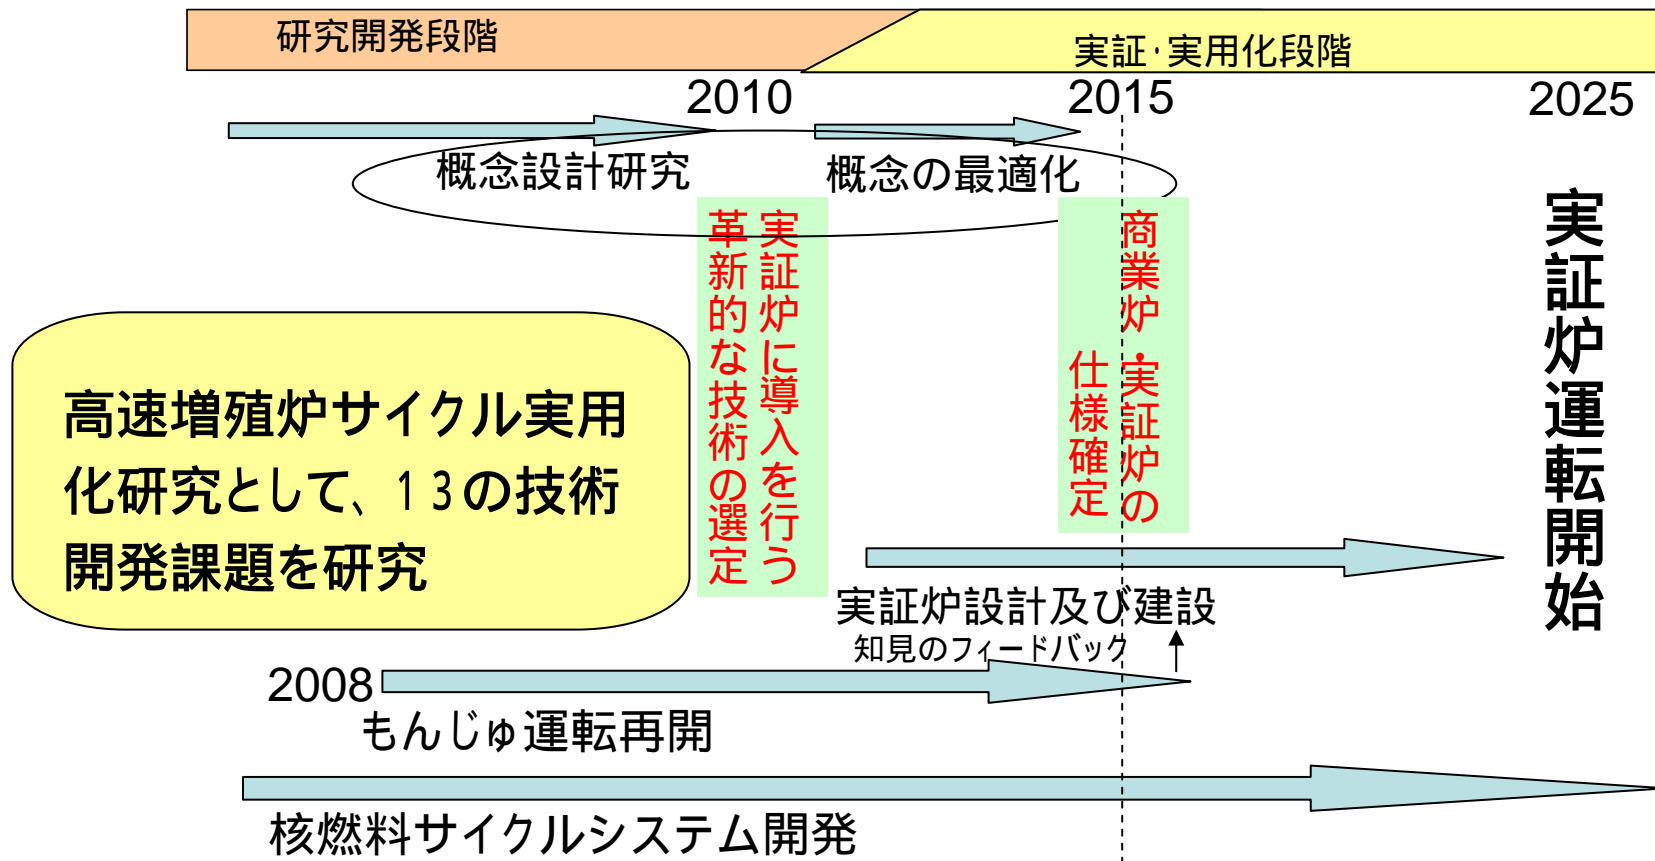 研究開発段階
実証・実用化段階
2010
2015
2025
概念設計研究
概念の最適化
実証炉に導入を行う
革新的な技術の選定
商業炉・実証炉の
仕様確定
実証炉運転開始
高速増殖炉サイクル実用
化研究として、13の技術
開発課題を研究
実証炉設計及び建設
知見のフィードバック
2008
もんじゅ運転再開
核燃料サイクルシステム開発